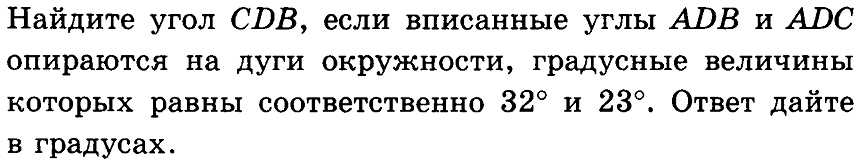 Найдите угол CDB, если вписанные углы ADB и ADC
опираются на дуги окружности, градусные величины
которых равны соответственно 32° и 23°. Ответ дайте
в градусах.